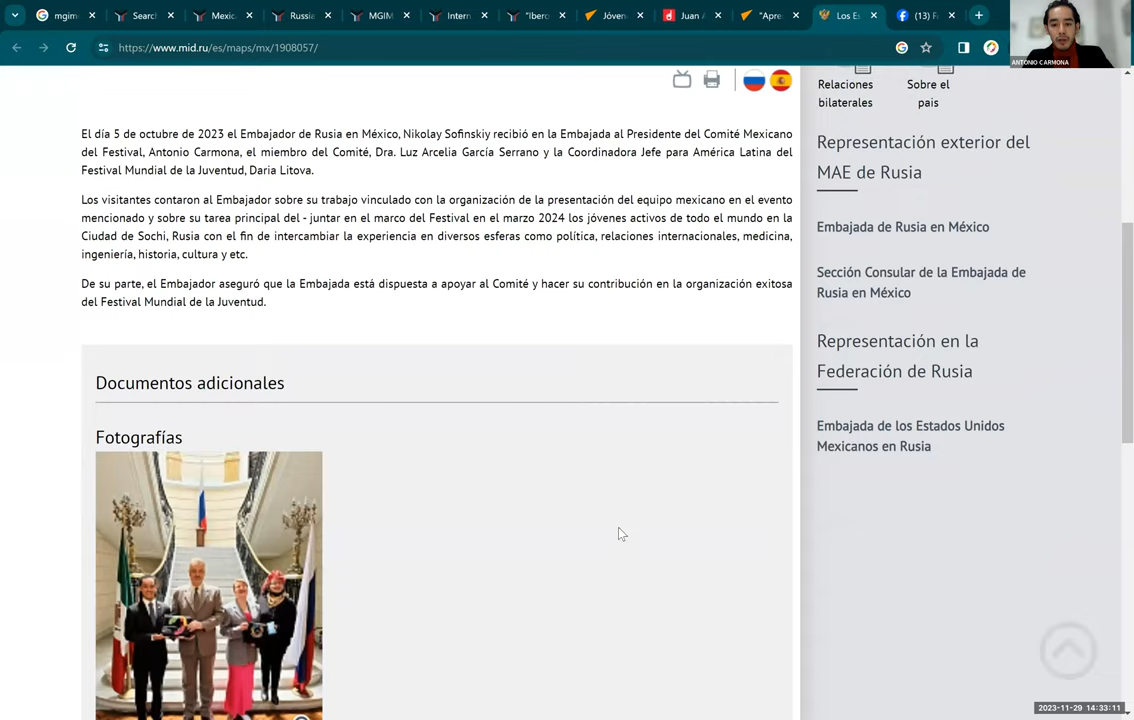 mgime
Searc
Mexic
Russia
MGIM
Intern
"Ibero
Jóven
Juan A
"Apre
Los Es
(13) F
https://www.mid.ru/es/maps/mx/1908057/
ANTONIO CARMONA
El día 5 de octubre de 2023 el Embajador de Rusia en México, Nikolay Sofinskiy recibió en la Embajada al Presidente del Comité Mexicano
del Festival, Antonio Carmona, el miembro del Comité, Dra. Luz Arcelia García Serrano y la Coordinadora Jefe para América Latina del
Festival Mundial de la Juventud, Daria Litova.
Los visitantes contaron al Embajador sobre su trabajo vinculado con la organización de la presentación del equipo mexicano en el evento
mencionado y sobre su tarea principal del - juntar en el marco del Festival en el marzo 2024 los jóvenes activos de todo el mundo en la
Ciudad de Sochi, Rusia con el fin de intercambiar la experiencia en diversos esferas como política, relaciones internacionales, medicina,
ingeniería, historia, cultura y etc.
De su parte, el Embajador aseguró que la Embajada está dispuesta a apoyar al Comité y hacer su contribución en la organización exitosa
del Festival Mundial de la Juventud.
Documentos adicionales
Fotografías
Relaciones
bilaterales
Sobre el
pais
Representación exterior del
MAE de Rusia
Embajada de Rusia en México
Sección Consular de la Embajada de
Rusia en México
Representación en la
Federación de Rusia
Embajada de los Estados Unidos
Mexicanos en Rusia
2023-11-29 14:33:11